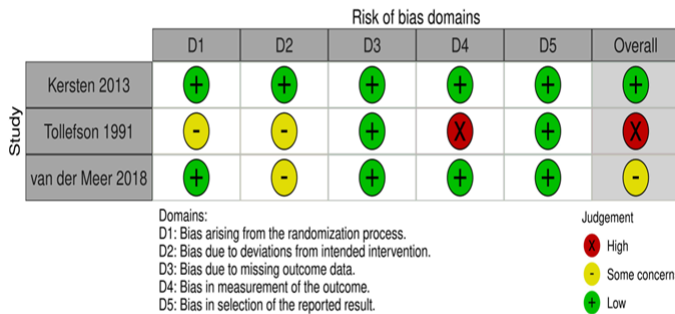 Risk of bias domains
D1 D2 D3 D4 D5 Overall
Study
Kersten 2013 + + + + + +
Tollefson 1991 - - + X + X
van der Meer 2018 + - + + + -
Domains:
D1: Bias arising from the randomization process.
D2: Bias due to deviations from intended intervention.
D3: Bias due to missing outcome data.
D4: Bias in measurement of the outcome.
D5: Bias in selection of the reported result.
Judgement
X High
- Some concern
+ Low